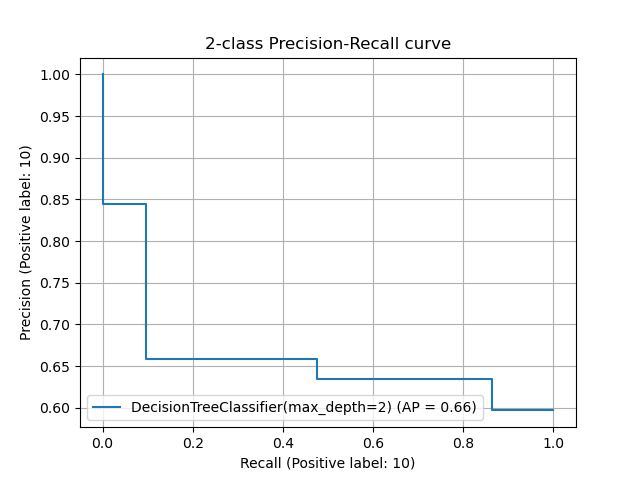 2-class Precision-Recall curve
1.00
0.95
0.90
0.85
0.80
0.75
0.70
0.65
0.60
Precision (Positive label: 10)
DecisionTreeClassifier(max_depth=2) (AP = 0.66)
0.0 0.2 0.4 0.6 0.8 1.0
Recall (Positive label: 10)